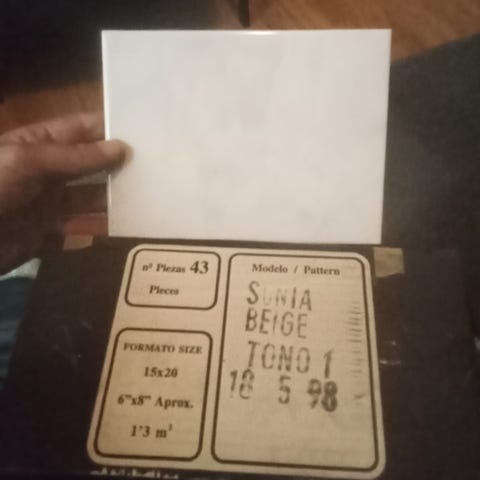 nº Piezas 43
Pieces
FORMATO SIZE
15x20
6"x8" Aprox.
1'3 m²
Modelo / Pattern
SONIA
BEIGE
TONO 1
18 5 98